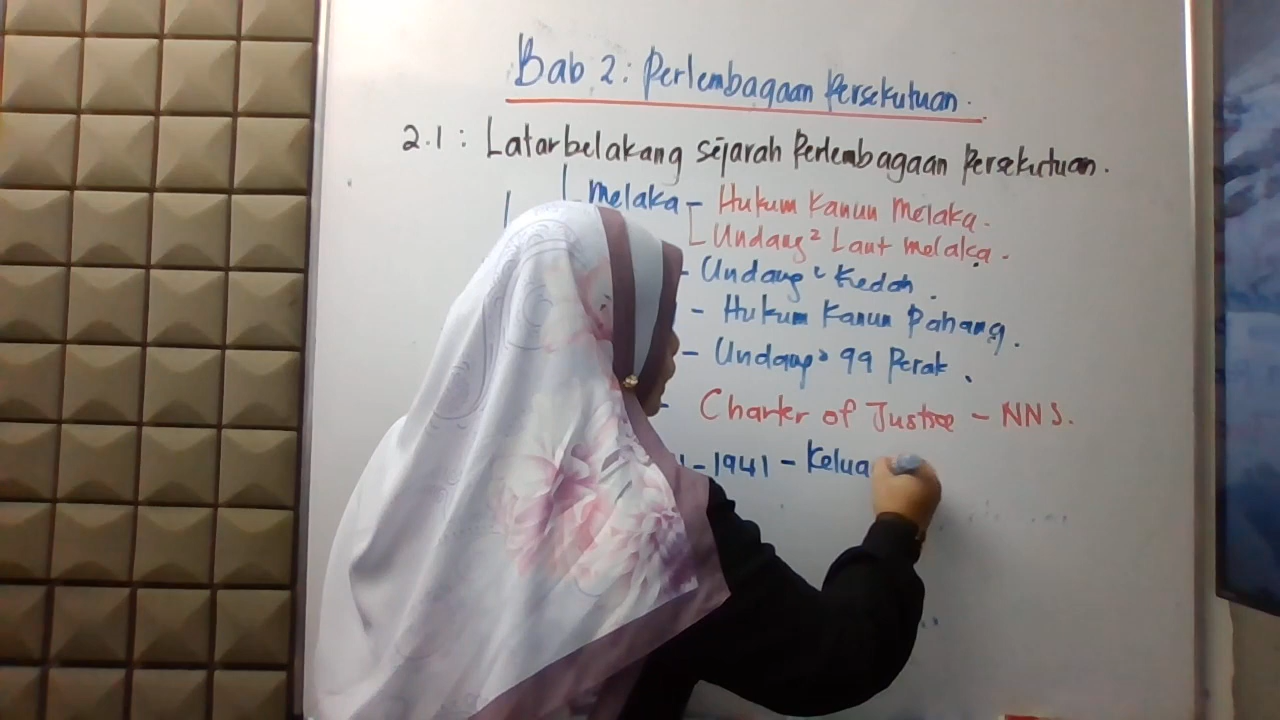 Bab 2: Perlembagaan Persekutuan.
2.1: Latarbelakang sejarah Perlembagaan Persekutuan.
Melaka - Hukum Kanun Melaka.
Undang² Laut Melaka.
- Undang² Kedah.
- Hukum Kanun Pahang.
- Undang² 99 Perak.
- Charter of Justice - NNS.
-1941 - Kelua